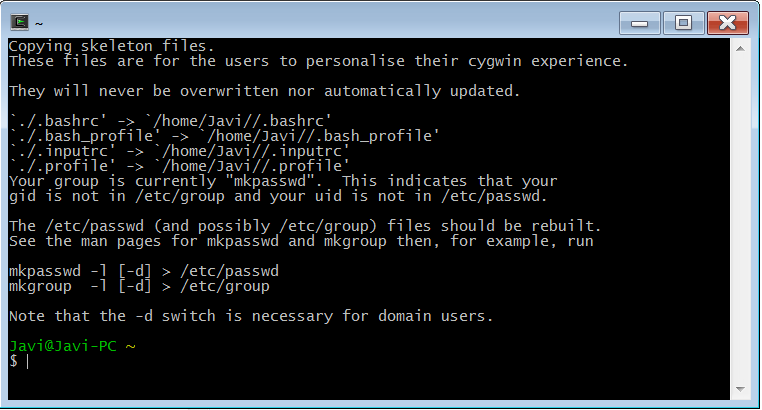 ~
Copying skeleton files.
These files are for the users to personalise their cygwin experience.

They will never be overwritten nor automatically updated.

`./.bashrc' -> `/home/Javi//.bashrc'
`./.bash_profile' -> `/home/Javi//.bash_profile'
`./.inputrc' -> `/home/Javi//.inputrc'
`./.profile' -> `/home/Javi//.profile'
Your group is currently "mkpasswd".  This indicates that your
gid is not in /etc/group and your uid is not in /etc/passwd.

The /etc/passwd (and possibly /etc/group) files should be rebuilt.
See the man pages for mkpasswd and mkgroup then, for example, run

mkpasswd -l [-d] > /etc/passwd
mkgroup  -l [-d] > /etc/group

Note that the -d switch is necessary for domain users.

Javi@Javi-PC ~
$